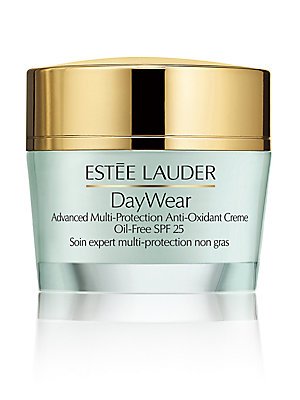 ESTĒE LAUDER
DayWear
Advanced Multi-Protection Anti-Oxidant Creme
Oil-Free SPF 25
Soin expert multi-protection non gras